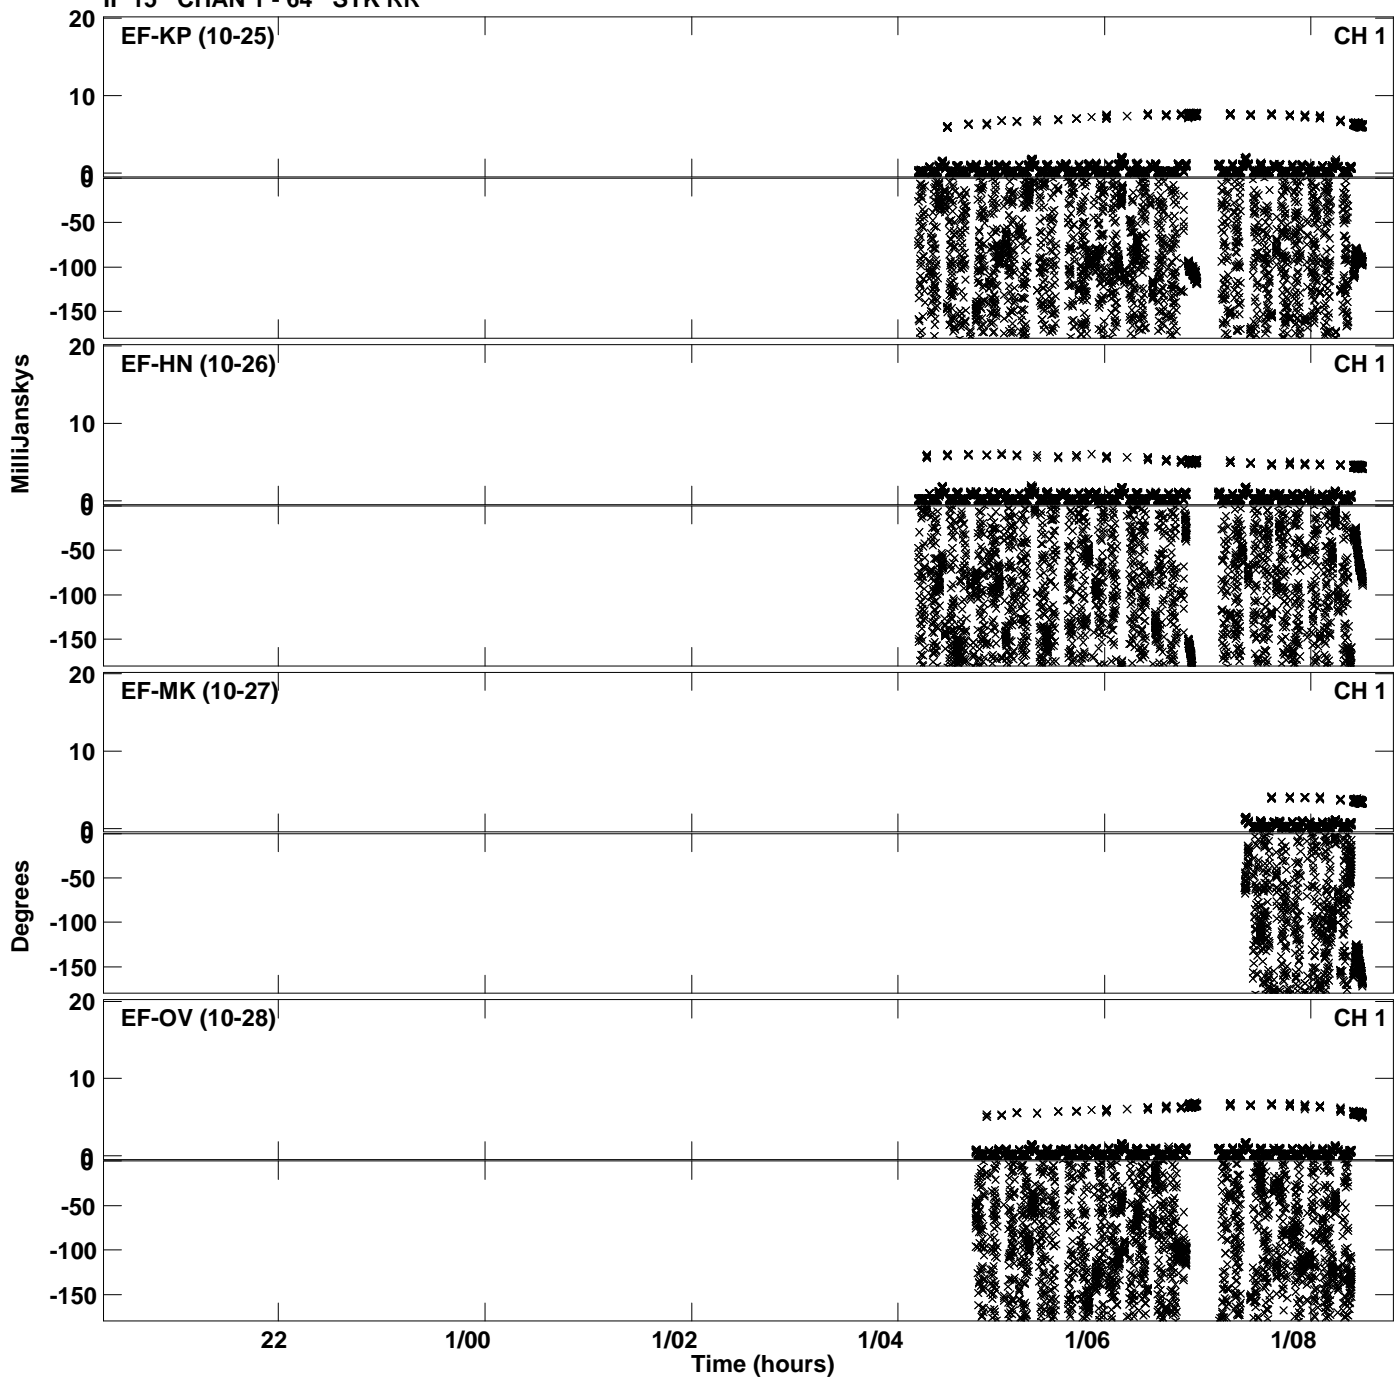 IF 15 CHAN 1 - 64 STK RR
20
EF-KP (10-25)
CH 1
10
0
0
-50
-100
-150
20
EF-HN (10-26)
CH 1
10
0
0
-50
-100
-150
20
EF-MK (10-27)
CH 1
10
0
0
-50
-100
-150
20
EF-OV (10-28)
CH 1
10
0
0
-50
-100
-150
MilliJanskys
Degrees
22
1/00
1/02
1/04
1/06
1/08
Time (hours)